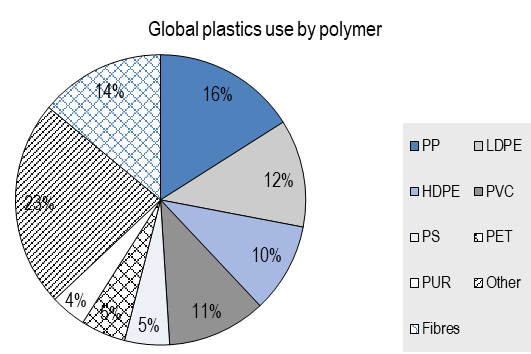 Global plastics use by polymer
14%
16%
12%
23%
10%
4%
5%
5%
11%
PP LDPE
HDPE PVC
PS PET
PUR Other
Fibres